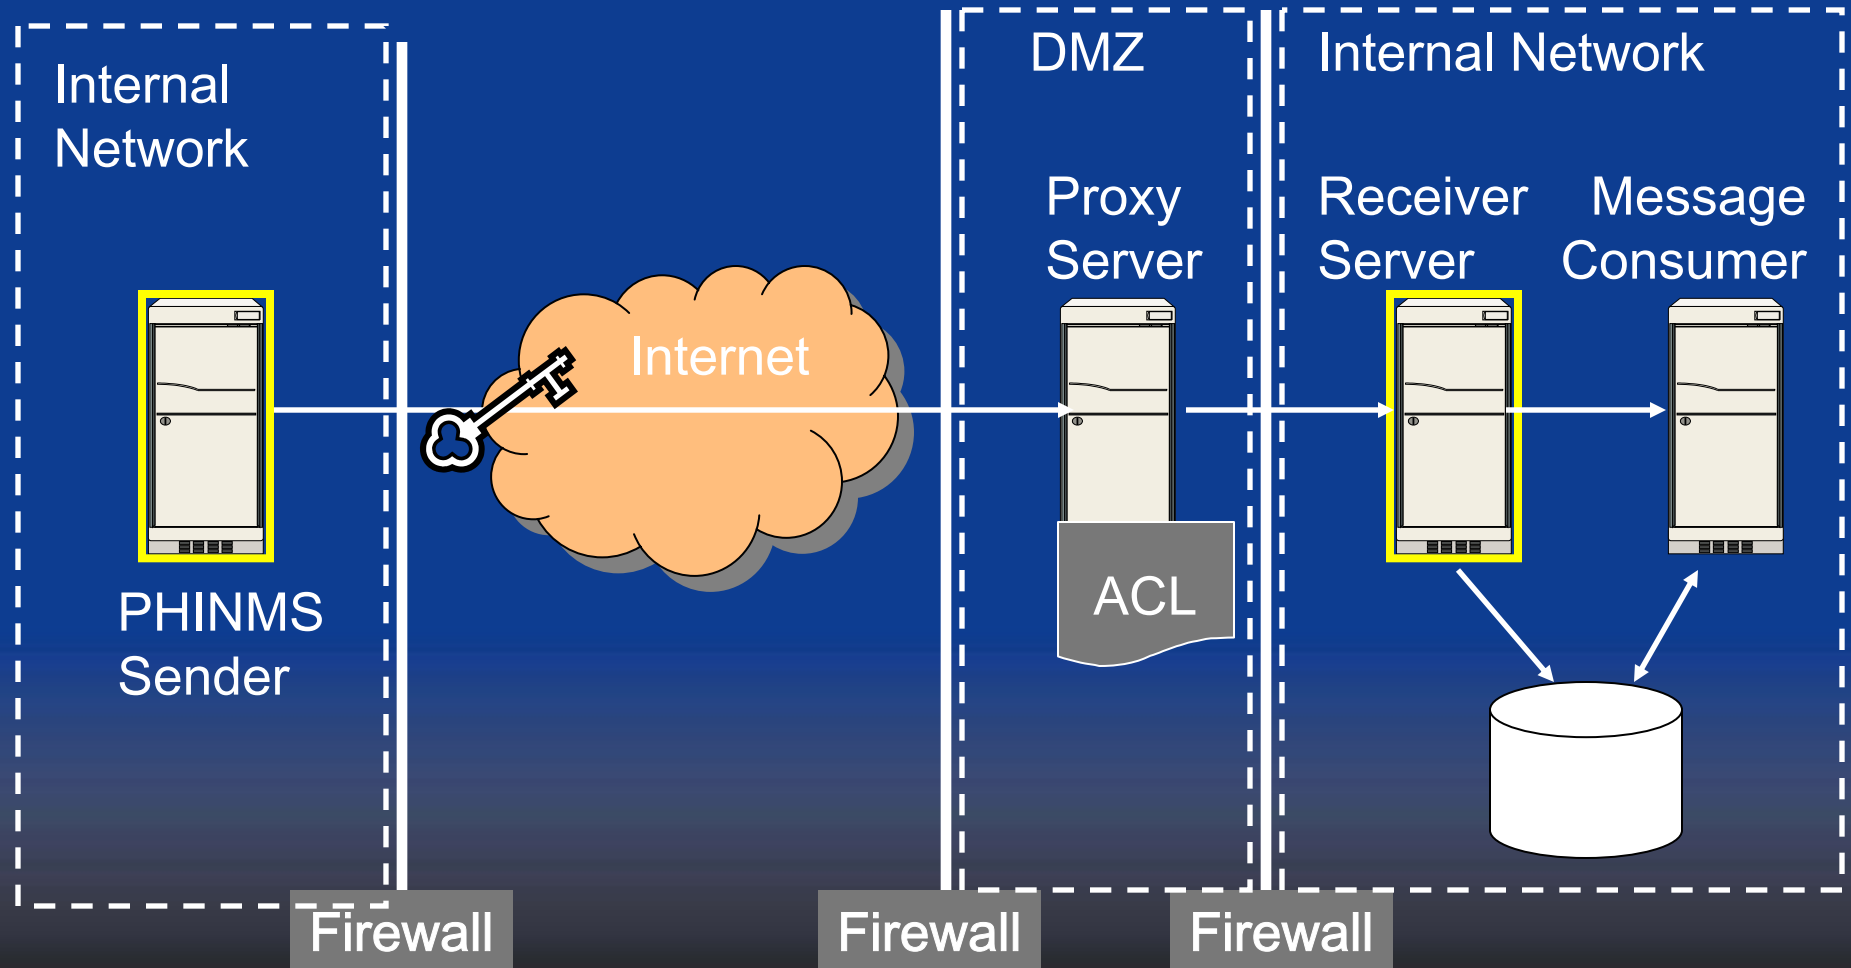 Internal
Network
DMZ
Internal Network
Proxy
Server
Receiver
Server
Message
Consumer
Internet
PHINMS
Sender
ACL
Firewall
Firewall
Firewall